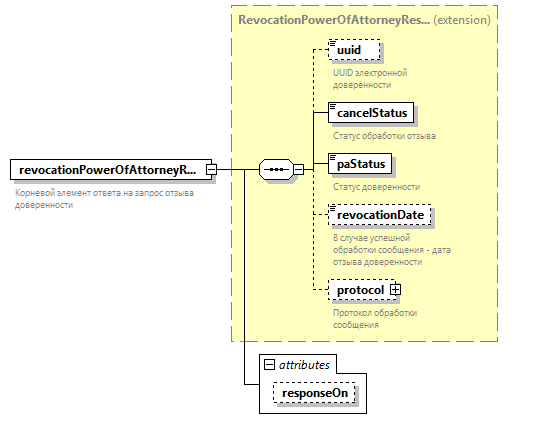 RevocationPowerOfAttorneyRes... (extension)
uuid
UUID электронной
доверенности
cancelStatus
Статус обработки отзыва
paStatus
Статус доверенности
revocationPowerOfAttorneyR...
Корневой элемент ответа на запрос отзыва
доверенности
revocationDate
В случае успешной
обработки сообщения - дата
отзыва доверенности
protocol
Протокол обработки
сообщения
attributes
responseOn